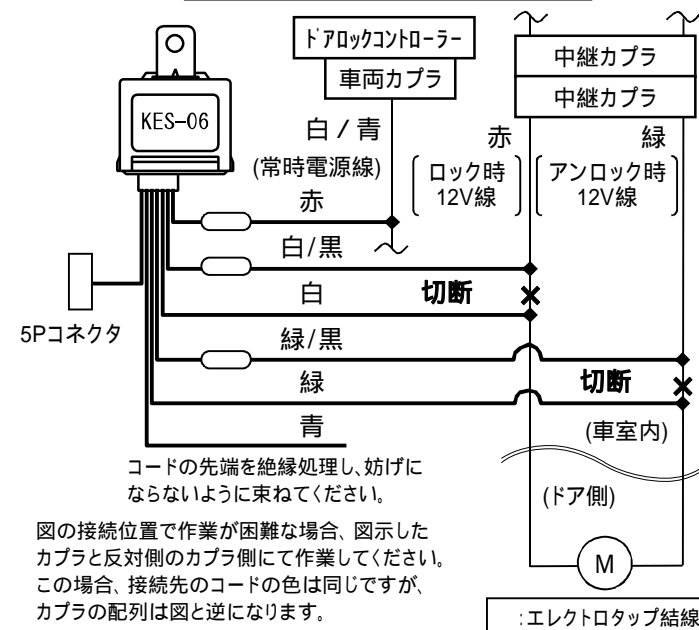 ドアロックコントローラー
車両カプラ
中継カプラ
中継カプラ
KES-06
白/青
(常時電源線)
赤
緑
ロック時
12V線
アンロック時
12V線
赤
白/黒
白
切断
5Pコネクタ
緑/黒
緑
切断
青
(車室内)
コードの先端を絶縁処理し、妨げに
ならないように束ねてください。
(ドア側)
図の接続位置で作業が困難な場合、図示した
カプラと反対側のカプラ側にて作業してください。
この場合、接続先のコードの色は同じですが、
カプラの配列は図と逆になります。
M
:エレクトロタップ結線